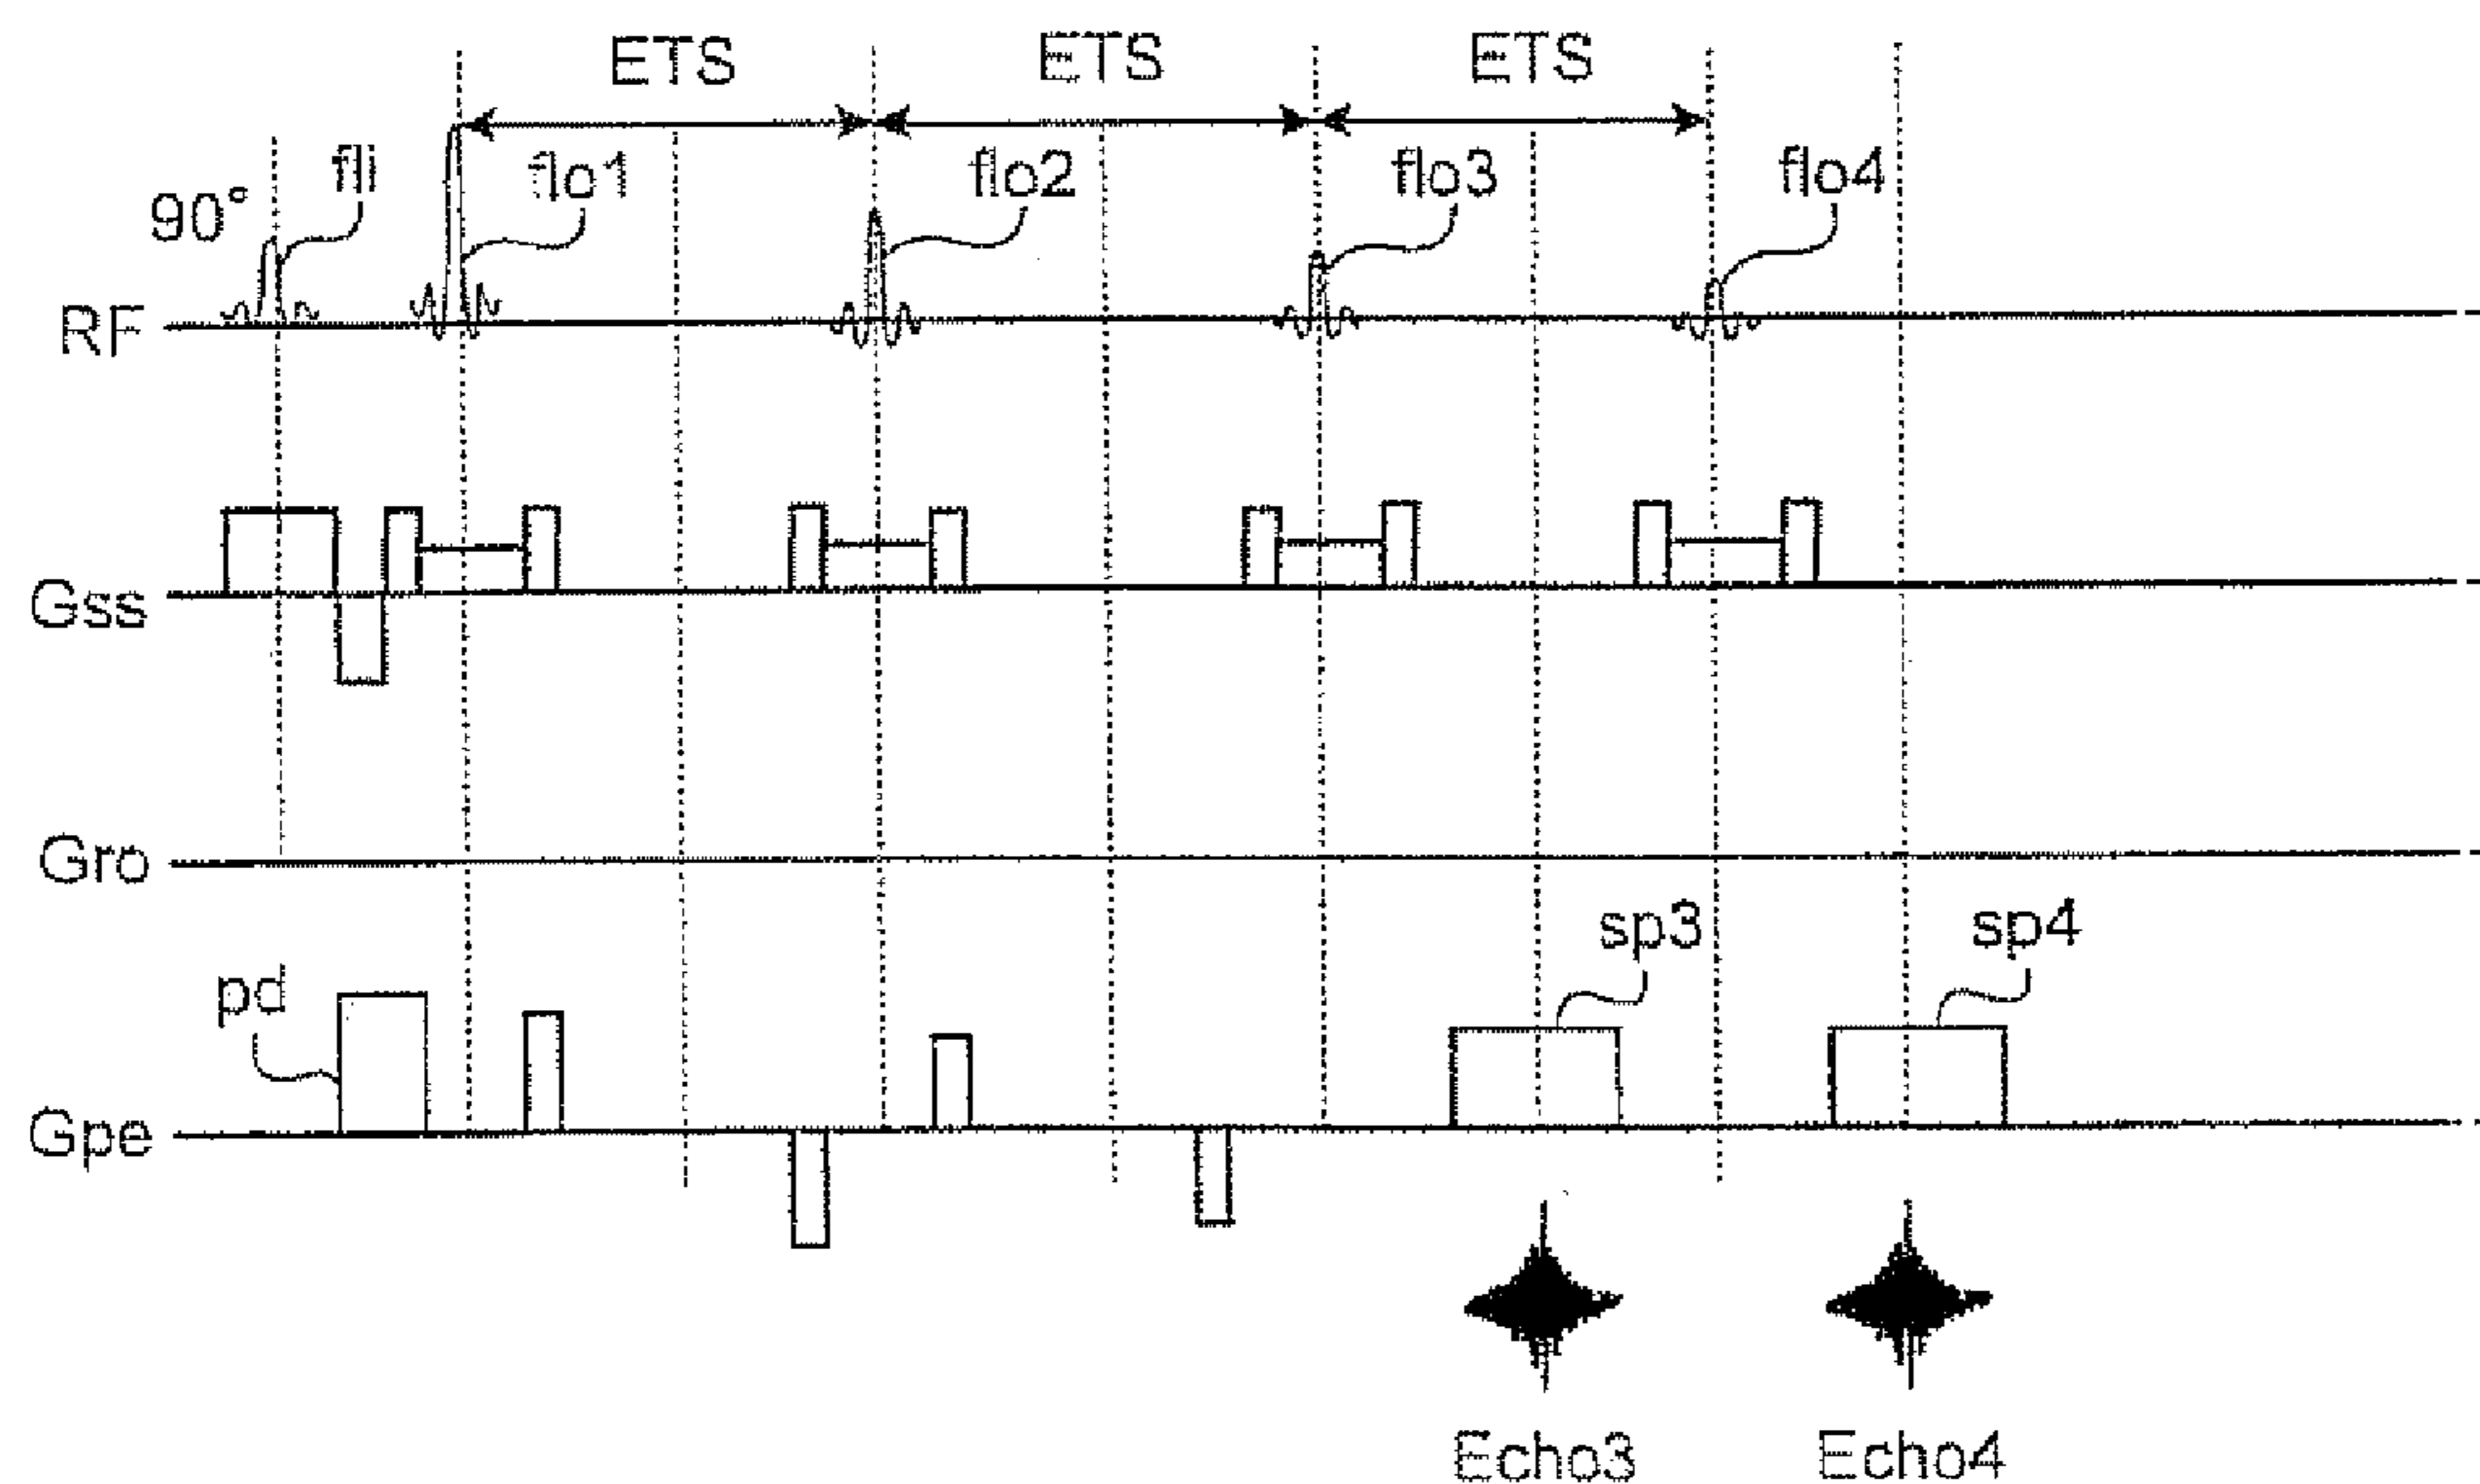 ETS ETS ETS
90° fli flo1 flo2 flo3 flo4
RF
Gss
Gro
sp3 sp4
pd
Gpe
Echo3 Echo4